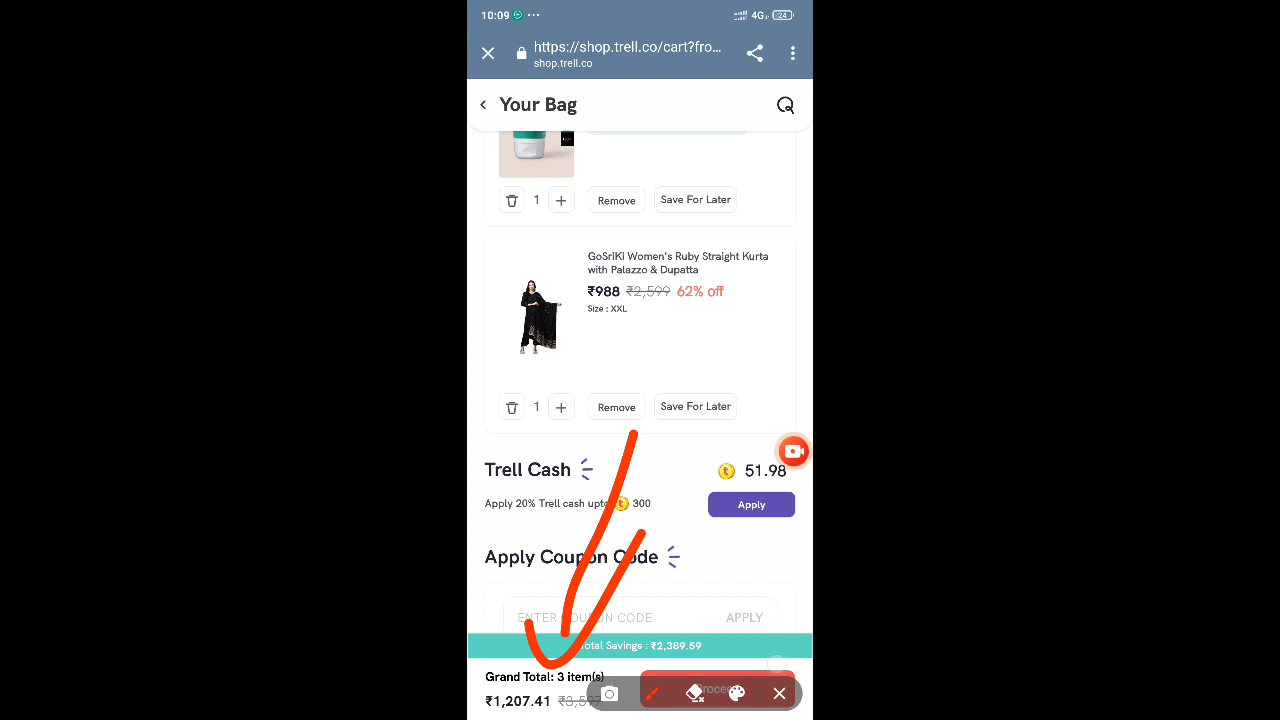 10:09 4G 24
https://shop.trell.co/cart?fro...
shop.trell.co
Your Bag
1 Remove Save For Later
GoSriKi Women's Ruby Straight Kurta
with Palazzo & Dupatta
₹988 ₹2,599 62% off
Size : XXL
1 Remove Save For Later
Trell Cash 51.98
Apply 20% Trell cash upto 300 Apply
Apply Coupon Code
ENTER COUPON CODE APPLY
Total Savings : ₹2,389.59
Grand Total: 3 item(s)
₹1,207.41